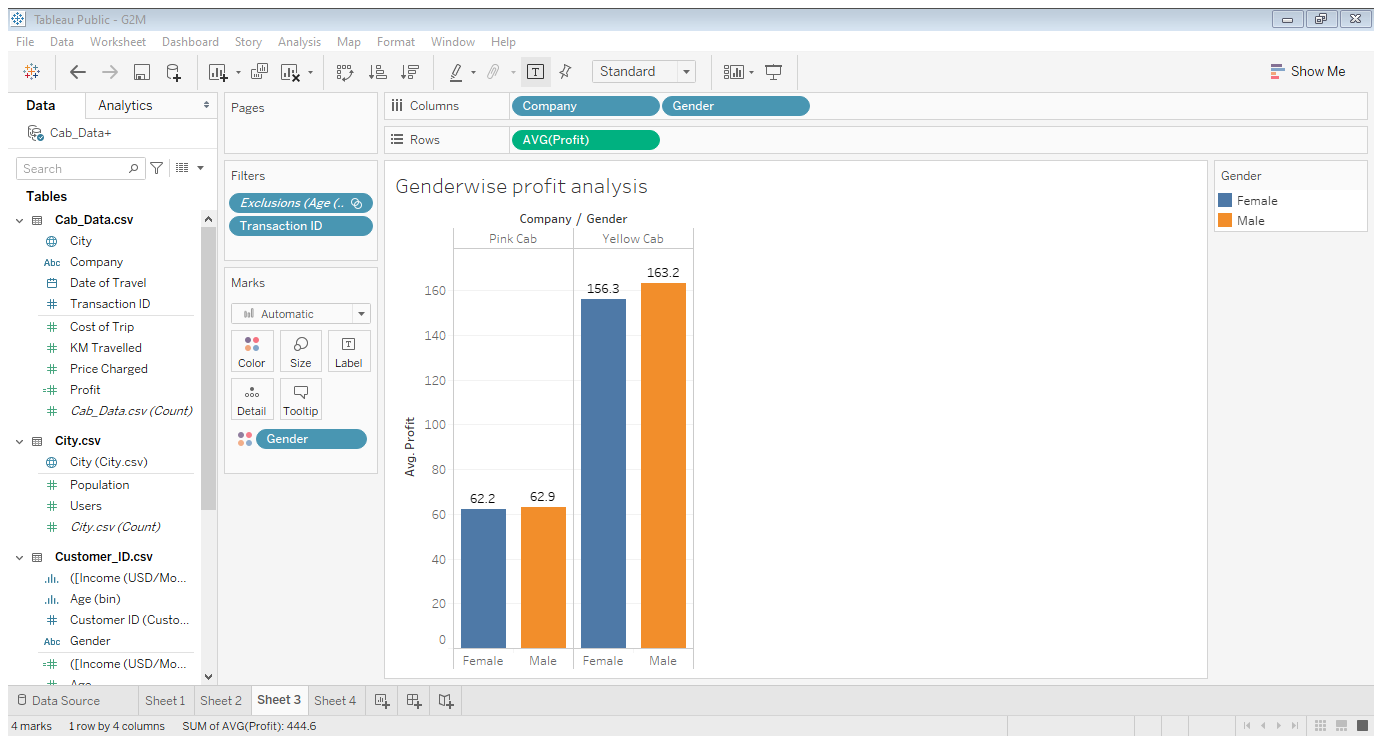 Tableau Public - G2M
File Data Worksheet Dashboard Story Analysis Map Format Window Help
Standard
Show Me
Data Analytics
Cab_Data+
Search
Tables
Cab_Data.csv
City
Abc Company
Date of Travel
Transaction ID
Cost of Trip
KM Travelled
Price Charged
Profit
Cab_Data.csv (Count)
City.csv
City (City.csv)
Population
Users
City.csv (Count)
Customer_ID.csv
([Income (USD/Mo...
Age (bin)
Customer ID (Custo...
Abc Gender
([Income (USD/Mo...
Age
Pages
Filters
Exclusions (Age (..
Transaction ID
Marks
Automatic
Color Size Label
Detail Tooltip
Gender
Columns Company Gender
Rows AVG(Profit)
Genderwise profit analysis
Company / Gender
Pink Cab Yellow Cab
163.2
160
156.3
140
120
100
80
62.2 62.9
60
40
20
0
Avg. Profit
Female Male Female Male
Gender
Female
Male
Data Source Sheet 1 Sheet 2 Sheet 3 Sheet 4
4 marks 1 row by 4 columns SUM of AVG(Profit): 444.6